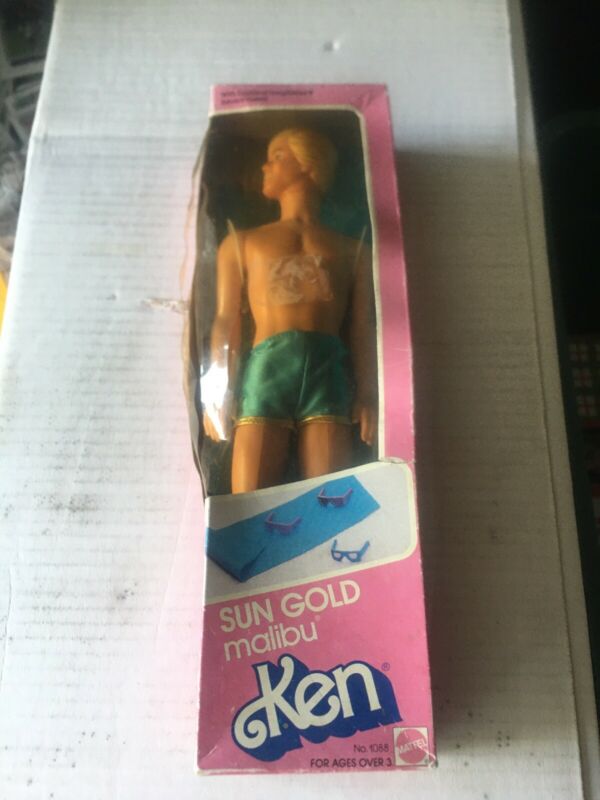 SUN GOLD
malibu®
Ken®
No. 1088
FOR AGES OVER 3
MATTEL